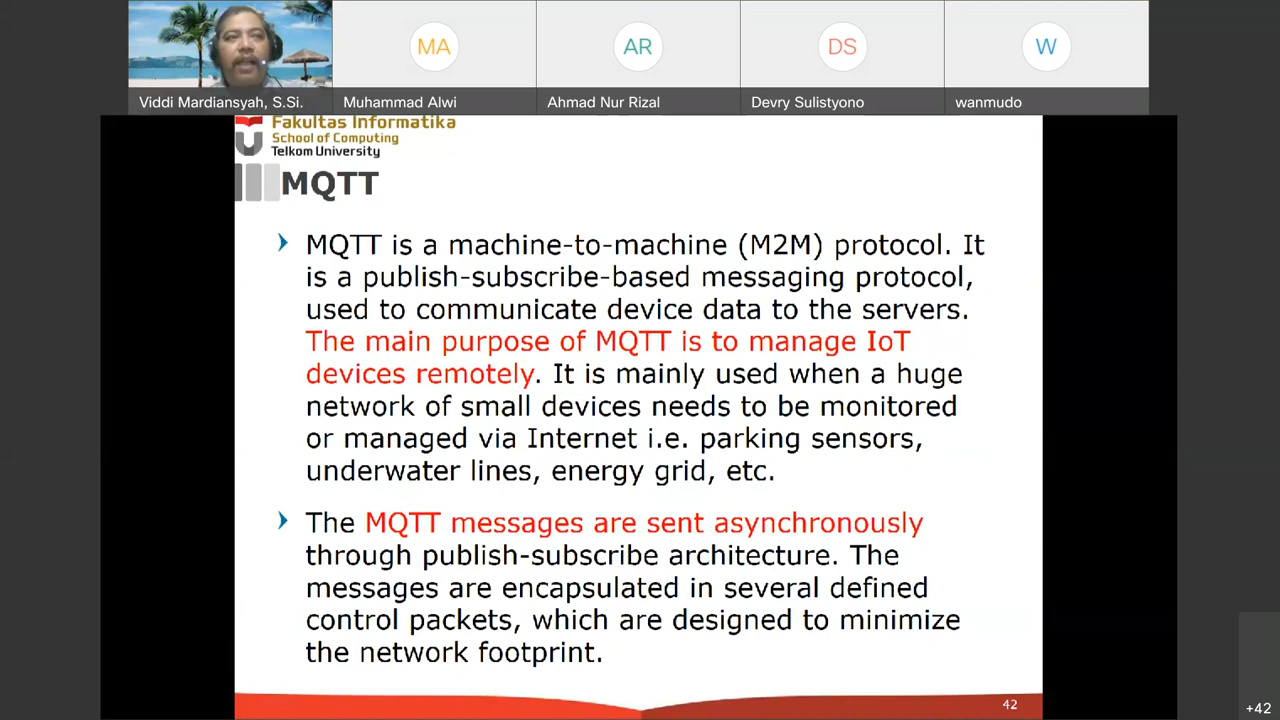 MA
AR
DS
W
Viddi Mardiansyah, S.Si.
Muhammad Alwi
Ahmad Nur Rizal
Devry Sulistyono
wanmudo
Fakultas Informatika
School of Computing
Telkom University
MQTT
MQTT is a machine-to-machine (M2M) protocol. It
is a publish-subscribe-based messaging protocol,
used to communicate device data to the servers.
The main purpose of MQTT is to manage IoT
devices remotely. It is mainly used when a huge
network of small devices needs to be monitored
or managed via Internet i.e. parking sensors,
underwater lines, energy grid, etc.
The MQTT messages are sent asynchronously
through publish-subscribe architecture. The
messages are encapsulated in several defined
control packets, which are designed to minimize
the network footprint.
42
+42